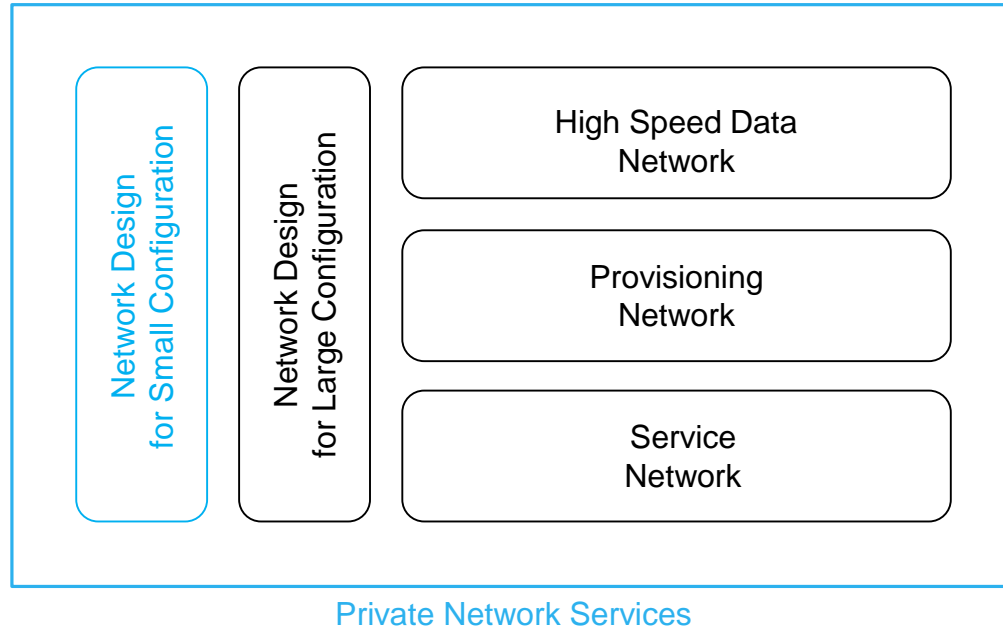 Network Design
for Small Configuration
Network Design
for Large Configuration
High Speed Data
Network
Provisioning
Network
Service
Network
Private Network Services